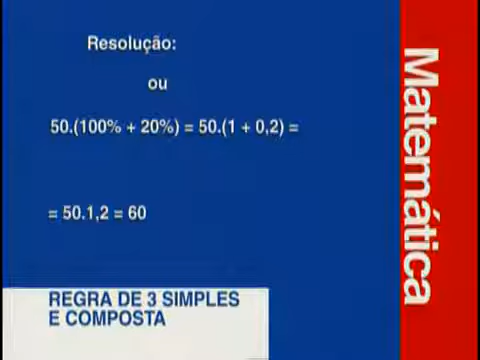 Resolução:
ou
50.(100% + 20%) = 50.(1 + 0,2) =
= 50.1,2 = 60
REGRA DE 3 SIMPLES
E COMPOSTA
Matemática